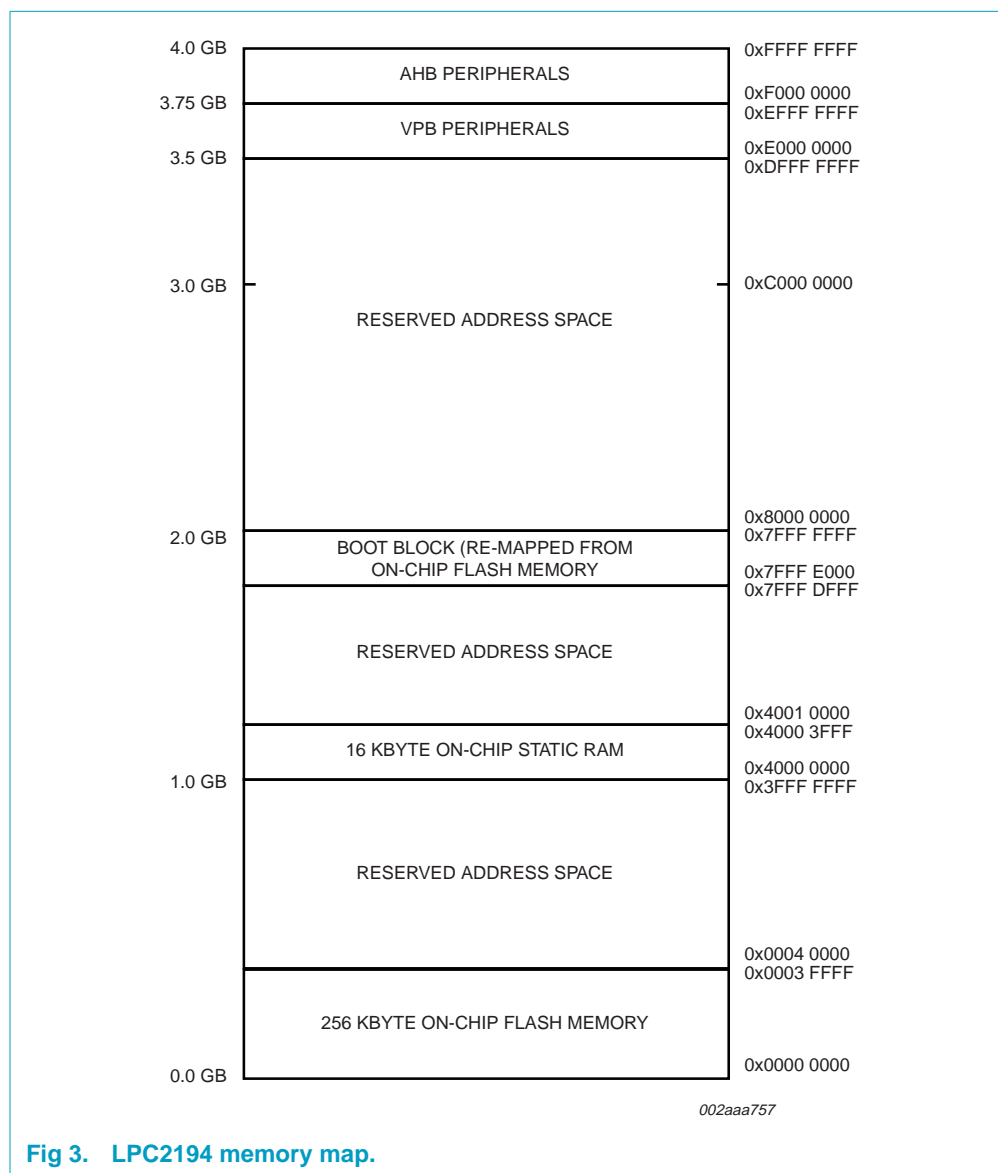 4.0 GB
0xFFFF FFFF
AHB PERIPHERALS
0xF000 0000
3.75 GB
0xEFFF FFFF
VPB PERIPHERALS
0xE000 0000
3.5 GB
0xDFFF FFFF
3.0 GB
0xC000 0000
RESERVED ADDRESS SPACE
0x8000 0000
2.0 GB
0x7FFF FFFF
BOOT BLOCK (RE-MAPPED FROM
ON-CHIP FLASH MEMORY
0x7FFF E000
0x7FFF DFFF
RESERVED ADDRESS SPACE
0x4001 0000
0x4000 3FFF
16 KBYTE ON-CHIP STATIC RAM
0x4000 0000
1.0 GB
0x3FFF FFFF
RESERVED ADDRESS SPACE
0x0004 0000
0x0003 FFFF
256 KBYTE ON-CHIP FLASH MEMORY
0x0000 0000
0.0 GB
002aaa757
Fig 3. LPC2194 memory map.